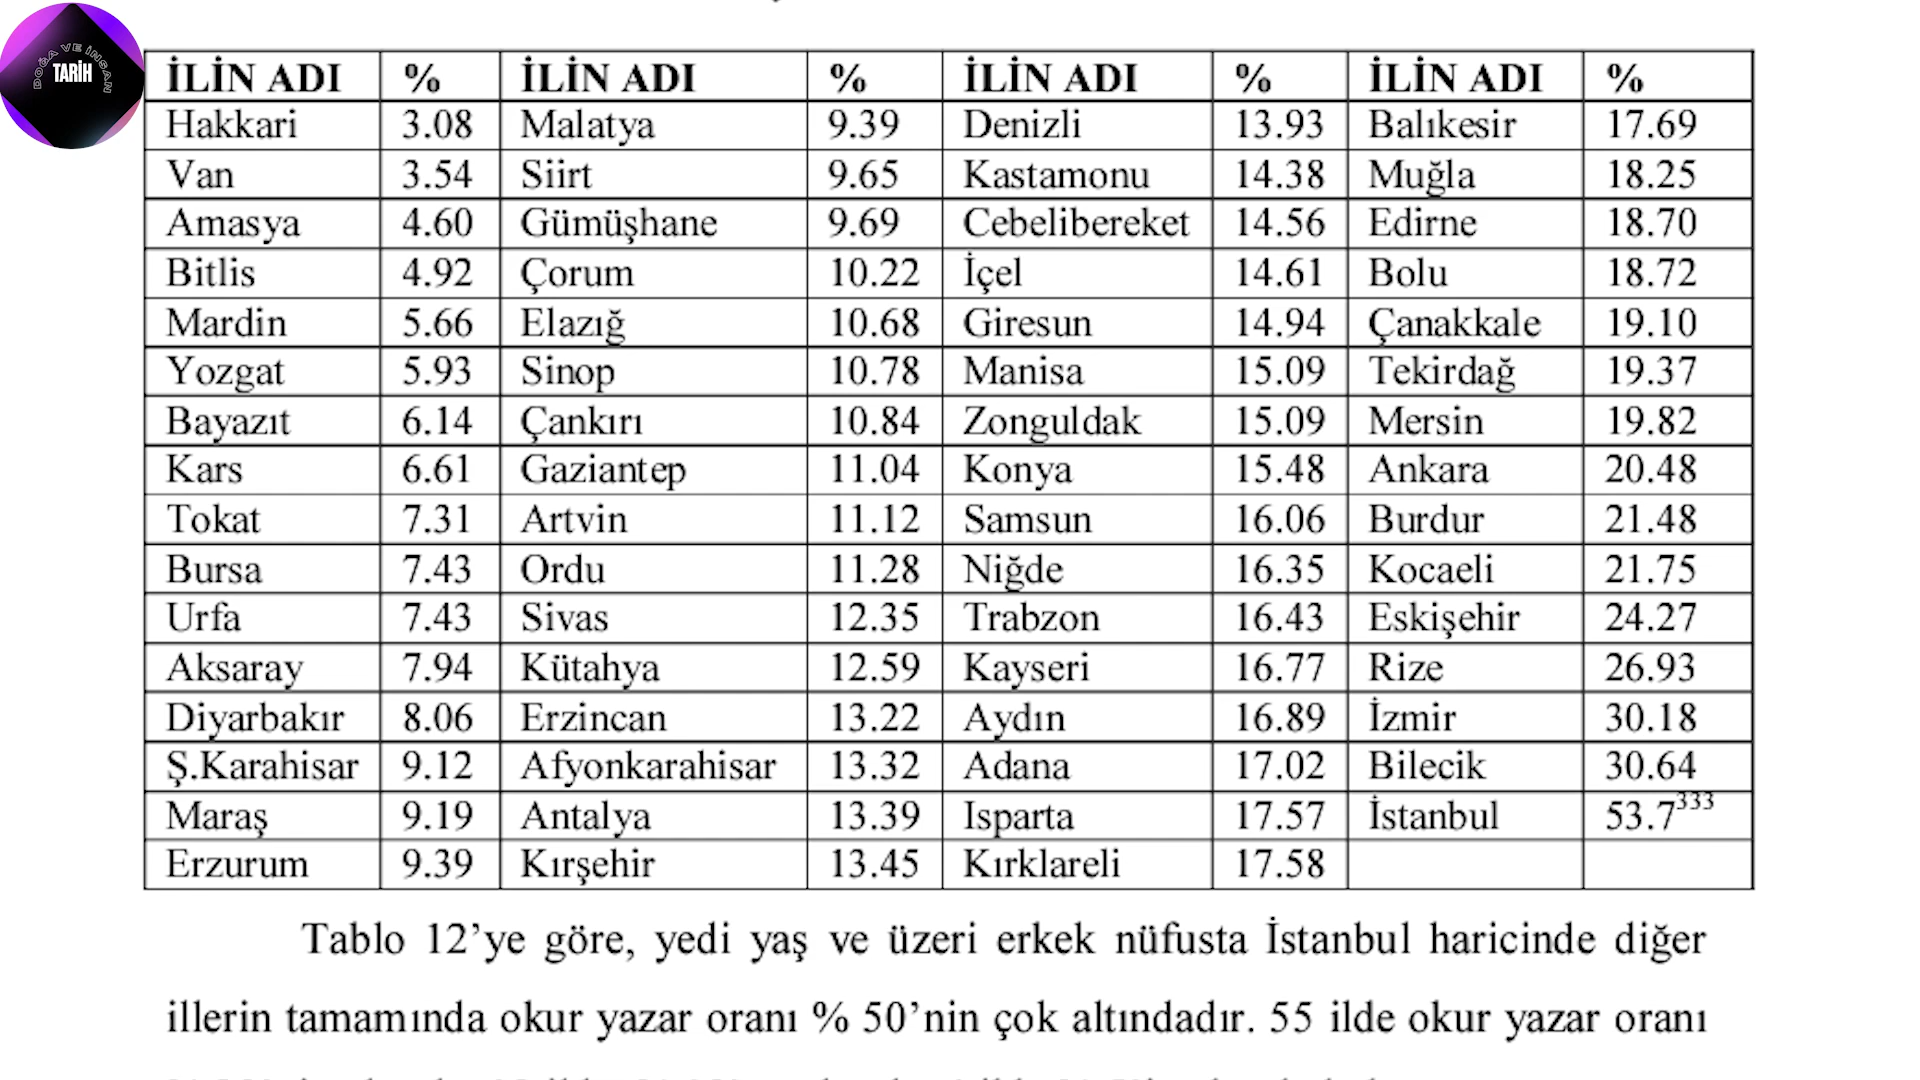 DOĞA VE İNSAN
TARİH
İLİN ADI % İLİN ADI % İLİN ADI % İLİN ADI %
Hakkari 3.08 Malatya 9.39 Denizli 13.93 Balıkesir 17.69
Van 3.54 Siirt 9.65 Kastamonu 14.38 Muğla 18.25
Amasya 4.60 Gümüşhane 9.69 Cebelibereket 14.56 Edirne 18.70
Bitlis 4.92 Çorum 10.22 İçel 14.61 Bolu 18.72
Mardin 5.66 Elazığ 10.68 Giresun 14.94 Çanakkale 19.10
Yozgat 5.93 Sinop 10.78 Manisa 15.09 Tekirdağ 19.37
Bayazıt 6.14 Çankırı 10.84 Zonguldak 15.09 Mersin 19.82
Kars 6.61 Gaziantep 11.04 Konya 15.48 Ankara 20.48
Tokat 7.31 Artvin 11.12 Samsun 16.06 Burdur 21.48
Bursa 7.43 Ordu 11.28 Niğde 16.35 Kocaeli 21.75
Urfa 7.43 Sivas 12.35 Trabzon 16.43 Eskişehir 24.27
Aksaray 7.94 Kütahya 12.59 Kayseri 16.77 Rize 26.93
Diyarbakır 8.06 Erzincan 13.22 Aydın 16.89 İzmir 30.18
Ş.Karahisar 9.12 Afyonkarahisar 13.32 Adana 17.02 Bilecik 30.64
Maraş 9.19 Antalya 13.39 Isparta 17.57 İstanbul 53.7333
Erzurum 9.39 Kırşehir 13.45 Kırklareli 17.58
Tablo 12’ye göre, yedi yaş ve üzeri erkek nüfusta İstanbul haricinde diğer
illerin tamamında okur yazar oranı % 50’nin çok altındadır. 55 ilde okur yazar oranı